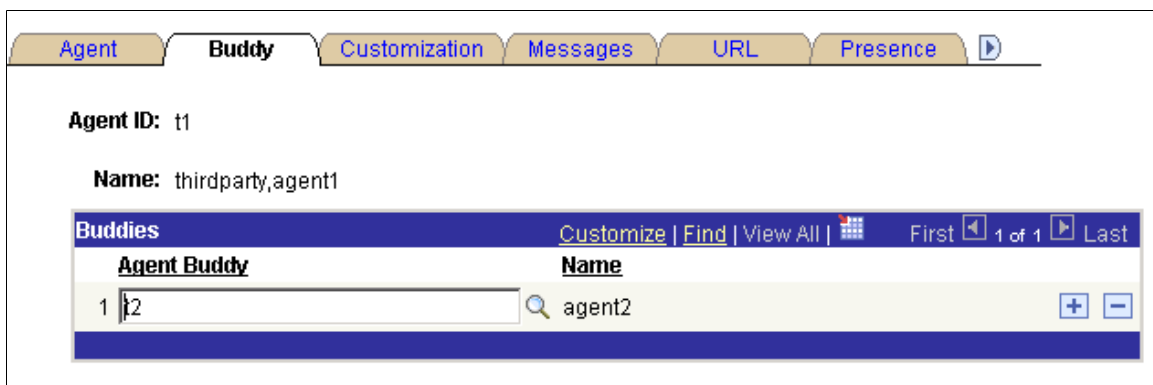 Agent Buddy Customization Messages URL Presence
Agent ID: t1
Name: thirdparty,agent1
Buddies Customize | Find | View All | First 1 of 1 Last
Agent Buddy Name
1 t2 agent2